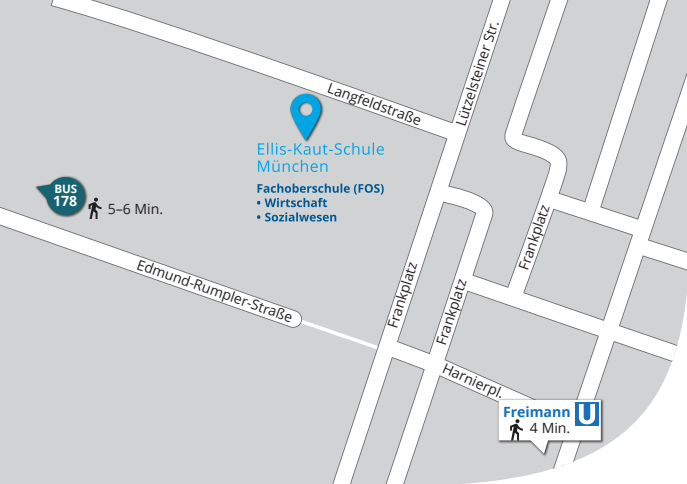 Lützelsteiner Str.
Langfeldstraße
Ellis-Kaut-Schule
München
Fachoberschule (FOS)
• Wirtschaft
• Sozialwesen
BUS
178
5–6 Min.
Frankplatz
Edmund-Rumpler-Straße
Frankplatz
Frankplatz
Harnierpl.
Freimann U
4 Min.